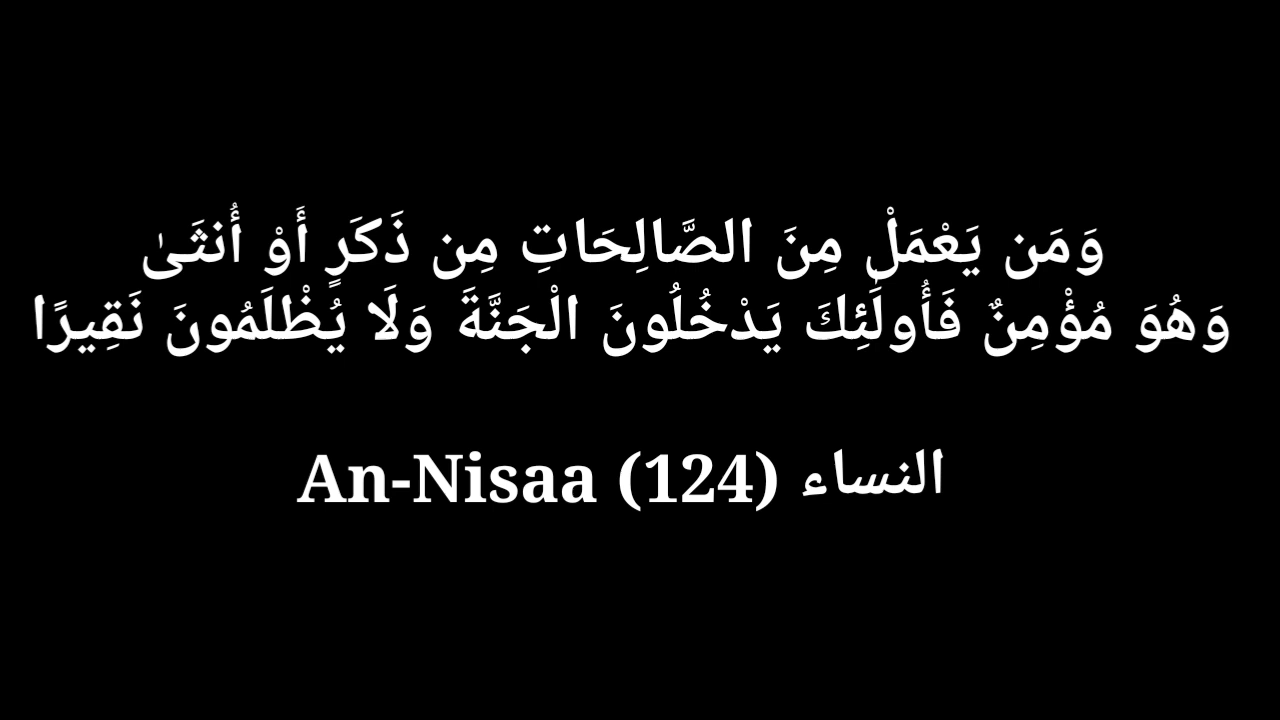 وَمَن يَعْمَلْ مِنَ الصَّالِحَاتِ مِن ذَكَرٍ أَوْ أُنثَىٰ
وَهُوَ مُؤْمِنٌ فَأُولَٰئِكَ يَدْخُلُونَ الْجَنَّةَ وَلَا يُظْلَمُونَ نَقِيرًا
An-Nisaa (124) النساء